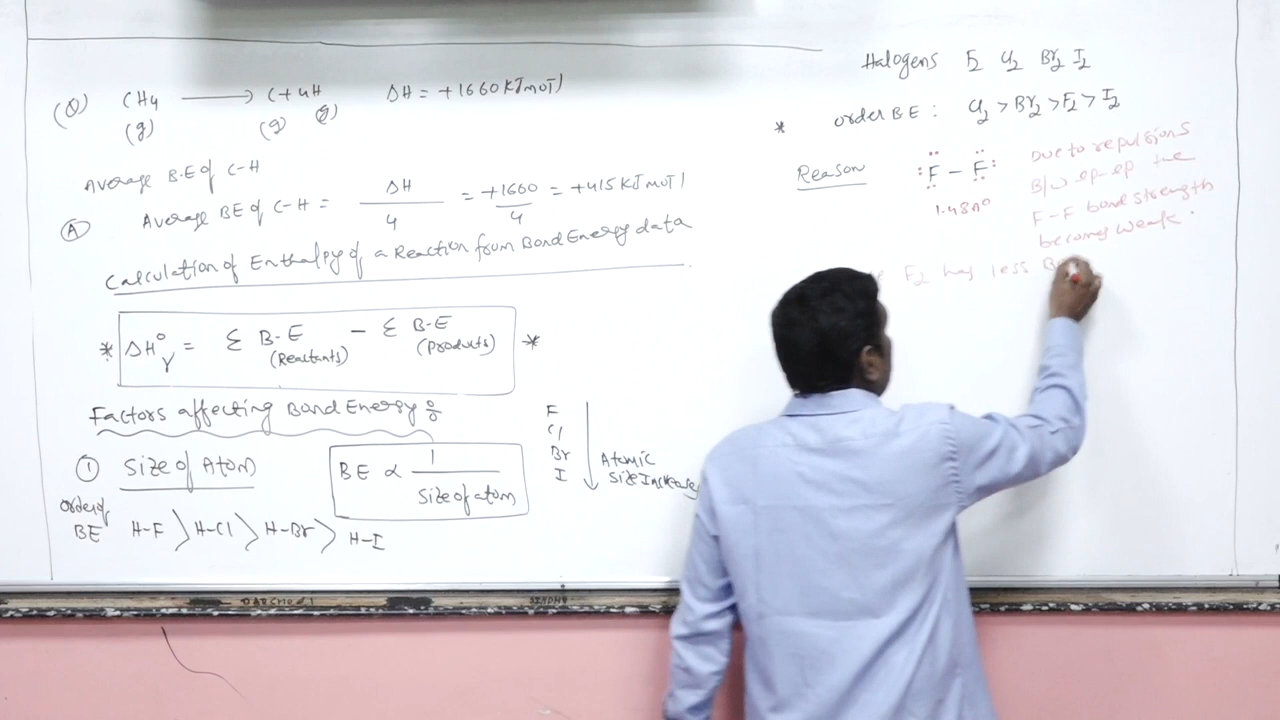 (Q) CH4 → C + 4H ΔH = +1660 KJ mol-1
(g) (g) (g)
Average B.E of C-H
(A) Average BE of C-H = ΔH/4 = +1660/4 = +415 KJ mol-1
Calculation of Enthalpy of a Reaction from Bond Energy data
* ΔH°r = Σ B.E (Reactants) - Σ B.E (Products) *
Factors affecting Bond Energy :
① Size of Atom
BE ∝ 1/Size of atom
F
Cl
Br
I
Atomic
Size Increases
order of
BE H-F > H-Cl > H-Br > H-I
Halogens F2 Cl2 Br2 I2
* order BE : Cl2 > Br2 > F2 > I2
Reason :F - F:
1.48A°
Due to repulsions
B/w lp-lp the
F-F bond strength
becomes weak.
F2 has less